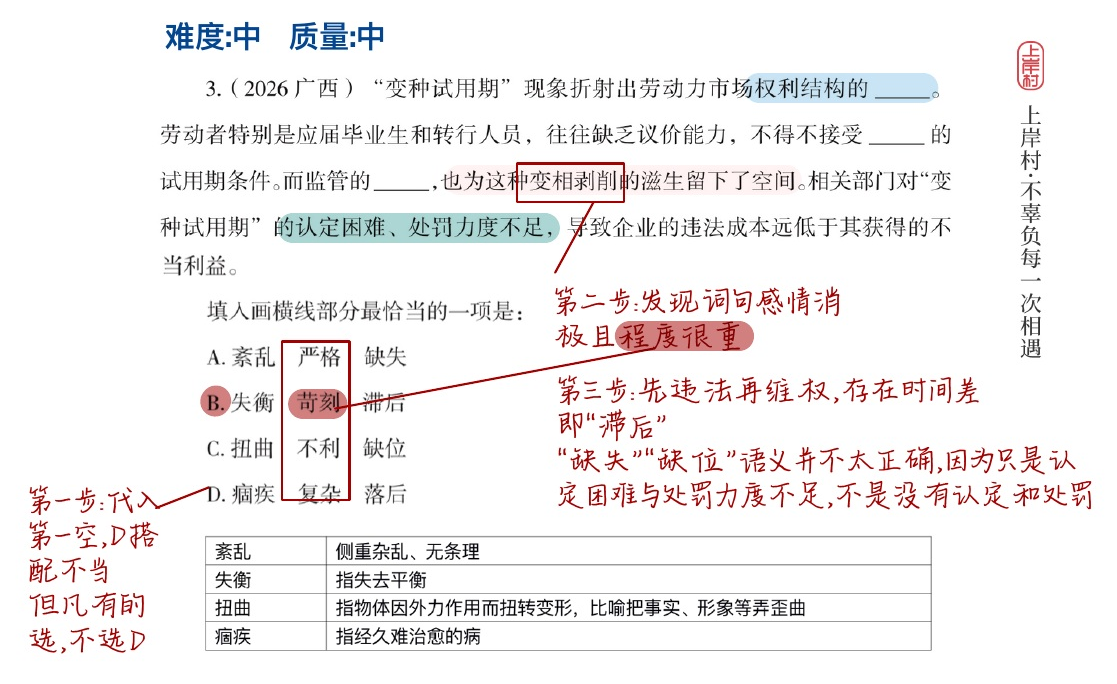 难度:中 质量:中
3.（2026 广西）“变种试用期”现象折射出劳动力市场权利结构的 _____。
劳动者特别是应届毕业生和转行人员，往往缺乏议价能力，不得不接受 _____ 的
试用期条件。而监管的_____,也为这种变相剥削的滋生留下了空间。相关部门对“变
种试用期”的认定困难、处罚力度不足，导致企业的违法成本远低于其获得的不
当利益。
填入画横线部分最恰当的一项是：
A. 紊乱 严格 缺失
B. 失衡 苛刻 滞后
C. 扭曲 不利 缺位
D. 痼疾 复杂 落后
第二步:发现词句感情消
极且程度很重
第三步:先违法再维权,存在时间差
即“滞后”
“缺失”“缺位”语义并不太正确,因为只是认
定困难与处罚力度不足,不是没有认定和处罚
第一步:代入
第一空,D搭
配不当
但凡有的
选,不选D
紊乱 侧重杂乱、无条理
失衡 指失去平衡
扭曲 指物体因外力作用而扭转变形，比喻把事实、形象等弄歪曲
痼疾 指经久难治愈的病
上岸村
上岸村·不辜负每一次相遇